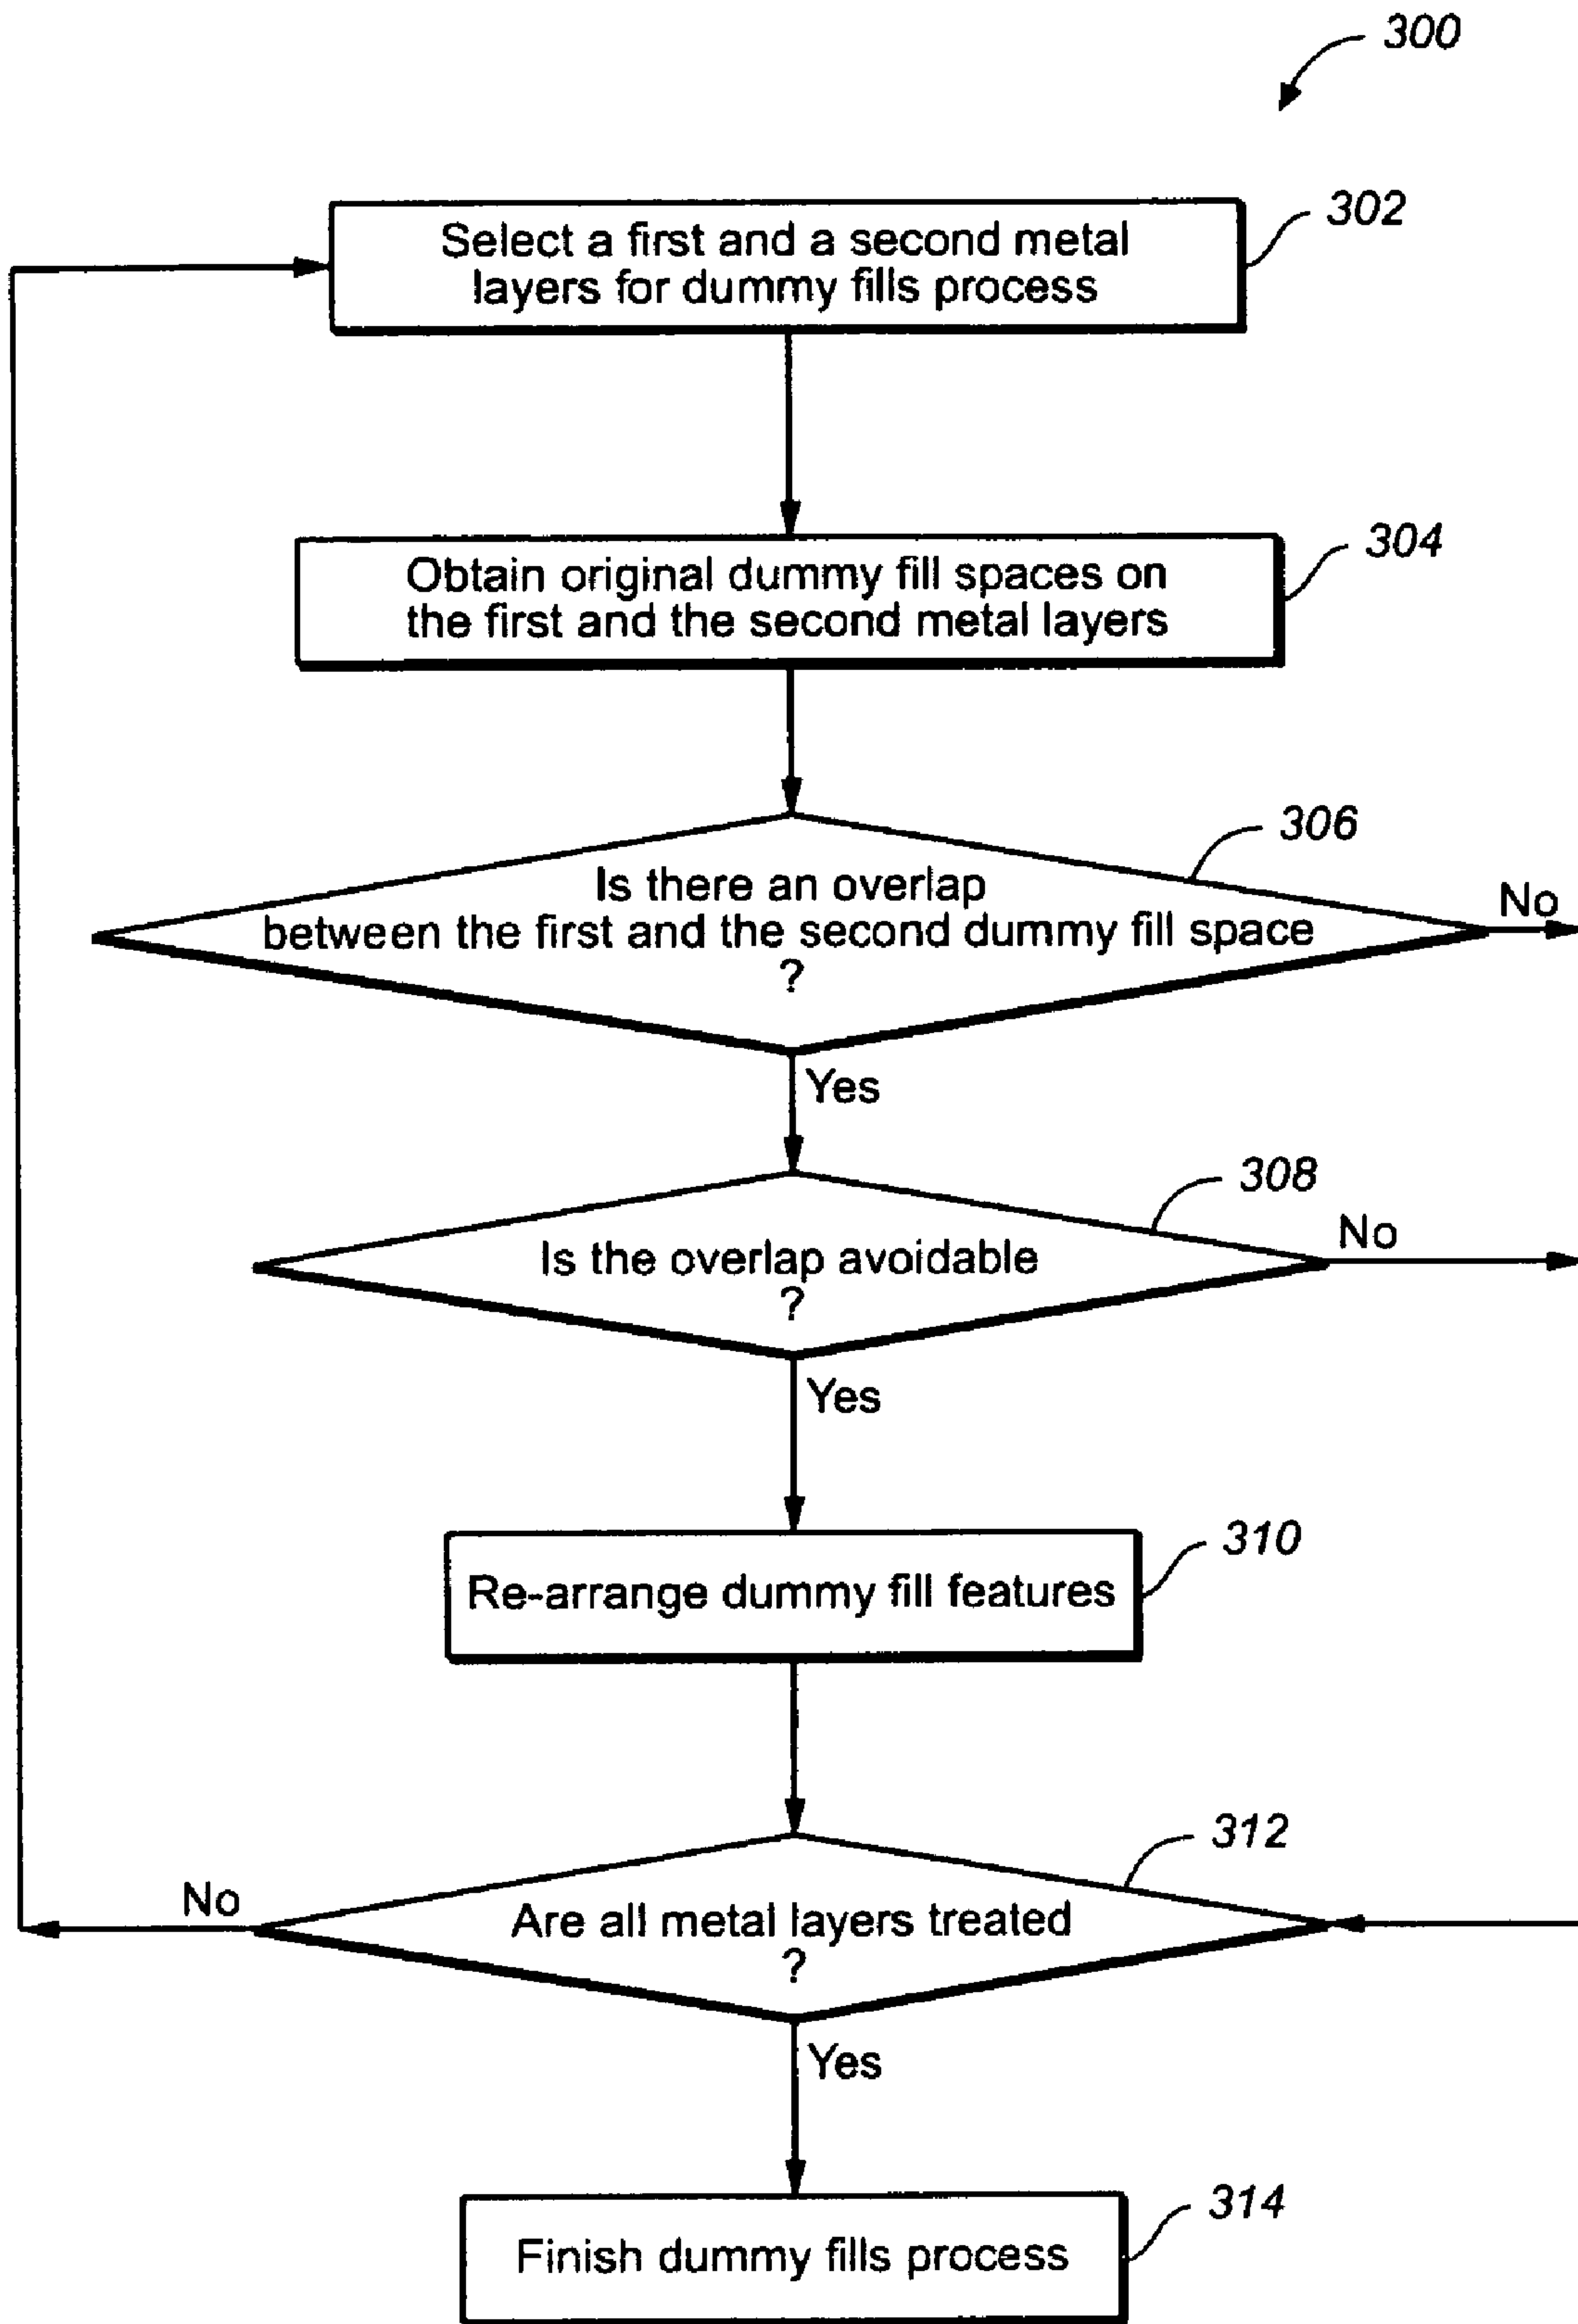 300
302
Select a first and a second metal
layers for dummy fills process
304
Obtain original dummy fill spaces on
the first and the second metal layers
306
Is there an overlap
between the first and the second dummy fill space
?
No
Yes
308
Is the overlap avoidable
?
No
Yes
310
Re-arrange dummy fill features
312
Are all metal layers treated
?
No
Yes
314
Finish dummy fills process